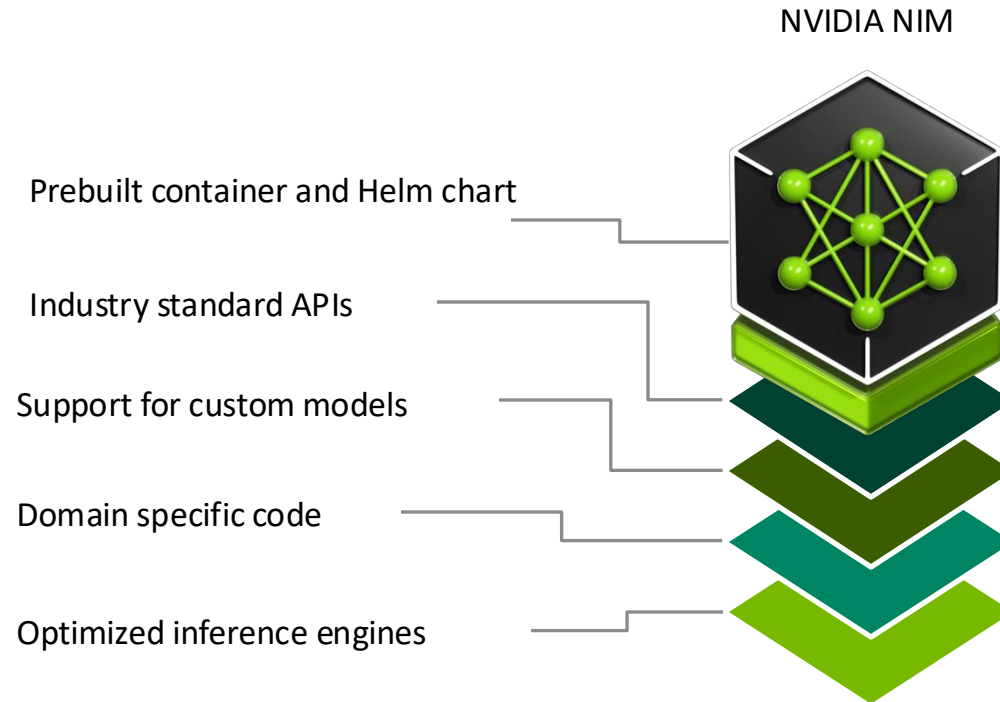 NVIDIA NIM
Prebuilt container and Helm chart
Industry standard APIs
Support for custom models
Domain specific code
Optimized inference engines